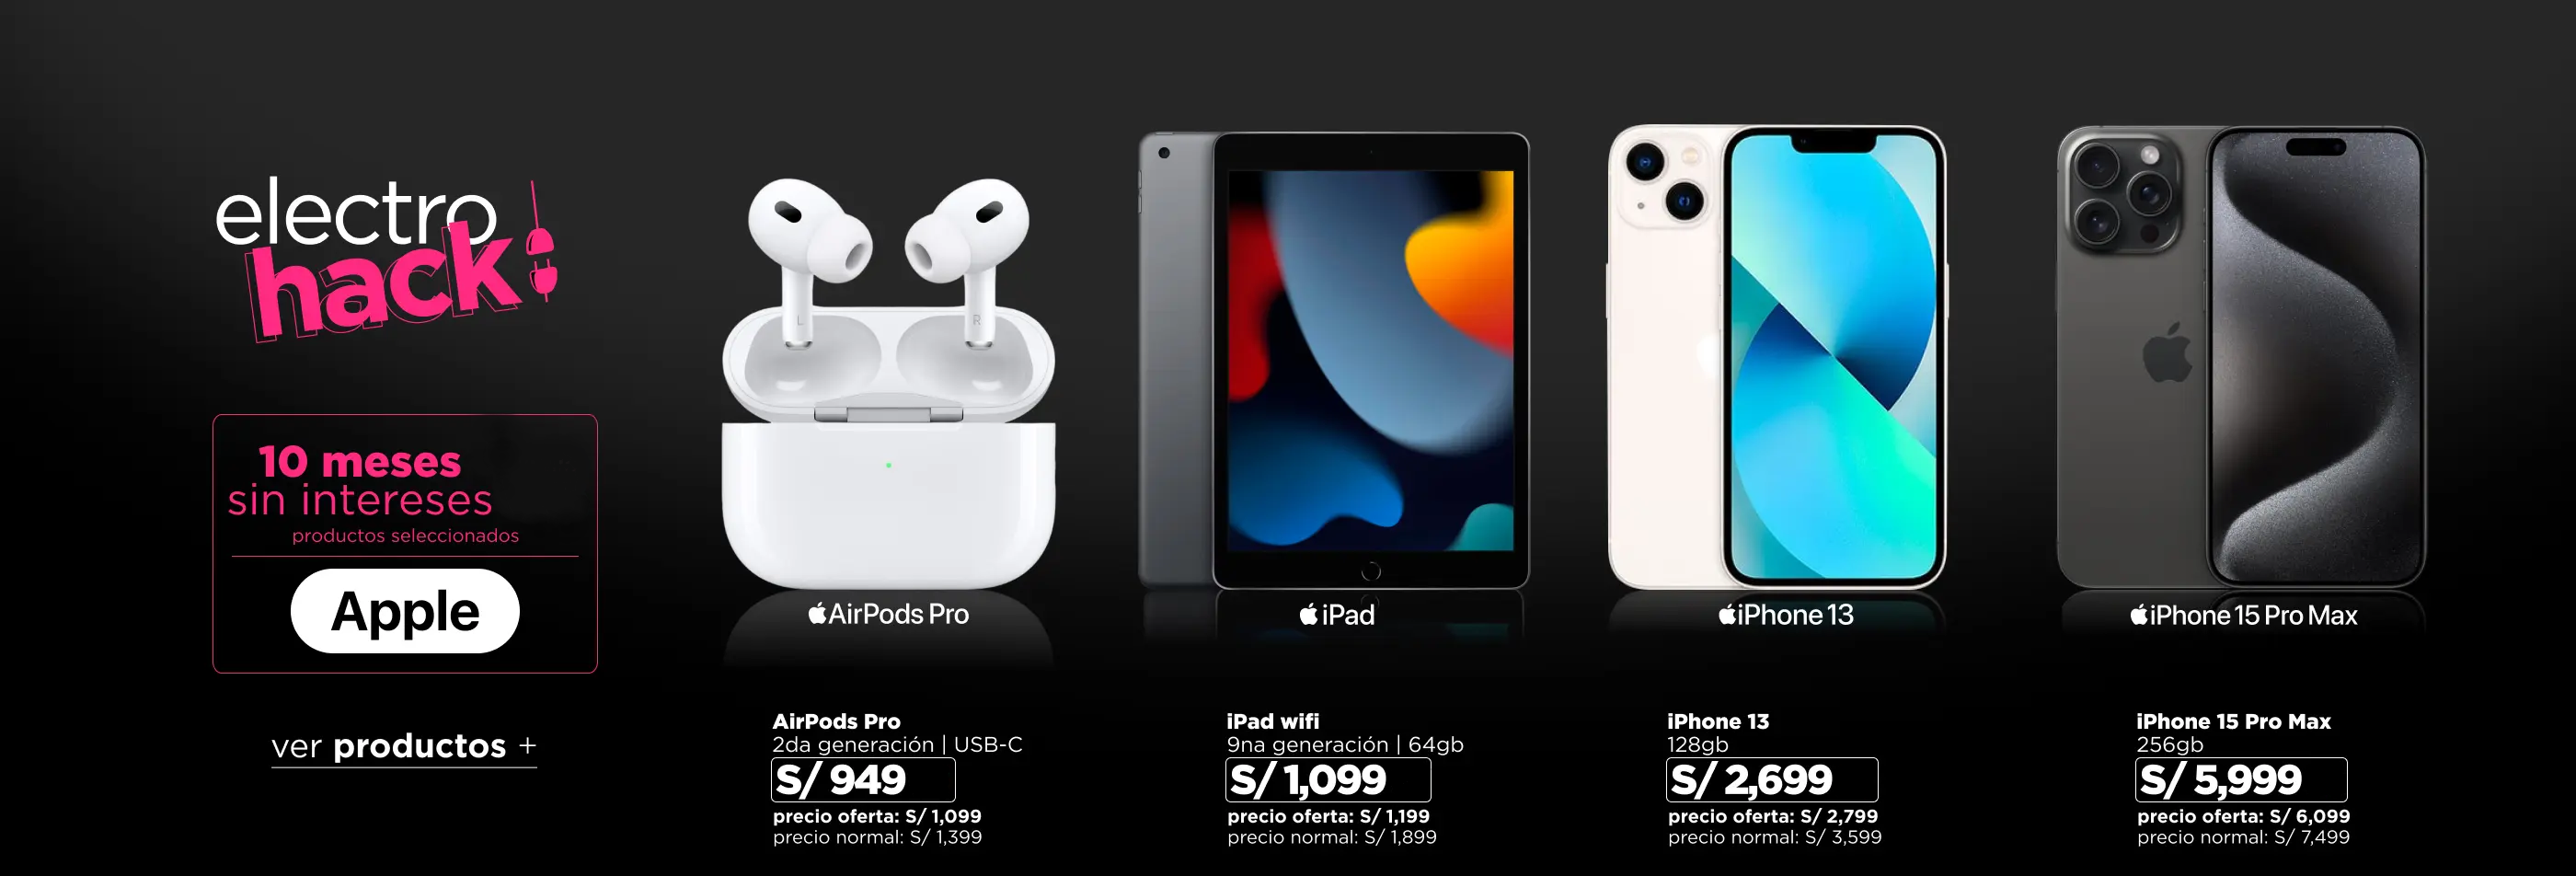 electro
hack
10 meses
sin intereses
productos seleccionados
Apple
ver productos +
L
R
AirPods Pro
iPad
iPhone 13
iPhone 15 Pro Max
AirPods Pro
2da generación | USB-C
S/ 949
precio oferta: S/ 1,099
precio normal: S/ 1,399
iPad wifi
9na generación | 64gb
S/ 1,099
precio oferta: S/ 1,199
precio normal: S/ 1,899
iPhone 13
128gb
S/ 2,699
precio oferta: S/ 2,799
precio normal: S/ 3,599
iPhone 15 Pro Max
256gb
S/ 5,999
precio oferta: S/ 6,099
precio normal: S/ 7,499